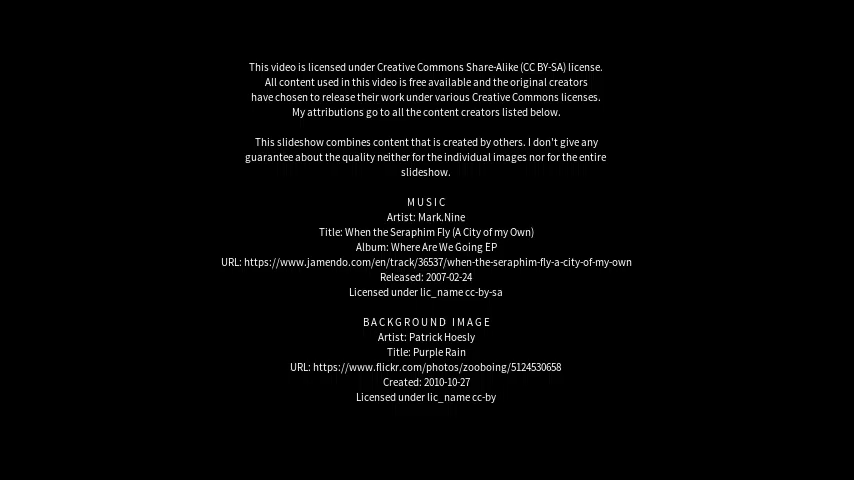 This video is licensed under Creative Commons Share-Alike (CC BY-SA) license.
All content used in this video is free available and the original creators
have chosen to release their work under various Creative Commons licenses.
My attributions go to all the content creators listed below.
This slideshow combines content that is created by others. I don't give any
guarantee about the quality neither for the individual images nor for the entire
slideshow.
MUSIC
Artist: Mark.Nine
Title: When the Seraphim Fly (A City of my Own)
Album: Where Are We Going EP
URL: https://www.jamendo.com/en/track/36537/when-the-seraphim-fly-a-city-of-my-own
Released: 2007-02-24
Licensed under lic_name cc-by-sa
BACKGROUND IMAGE
Artist: Patrick Hoesly
Title: Purple Rain
URL: https://www.flickr.com/photos/zooboing/5124530658
Created: 2010-10-27
Licensed under lic_name cc-by